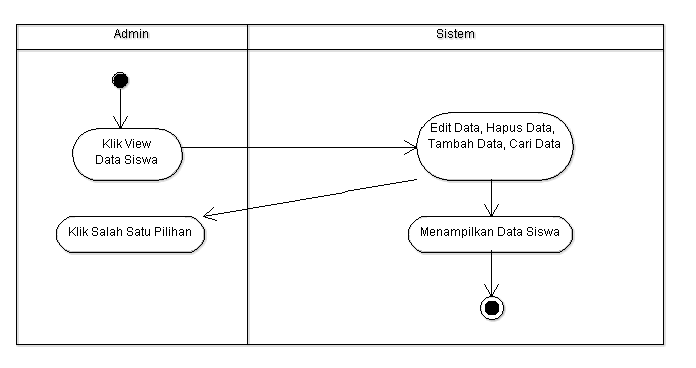 Admin
Sistem
Klik View
Data Siswa
Edit Data, Hapus Data,
Tambah Data, Cari Data
Klik Salah Satu Pilihan
Menampilkan Data Siswa